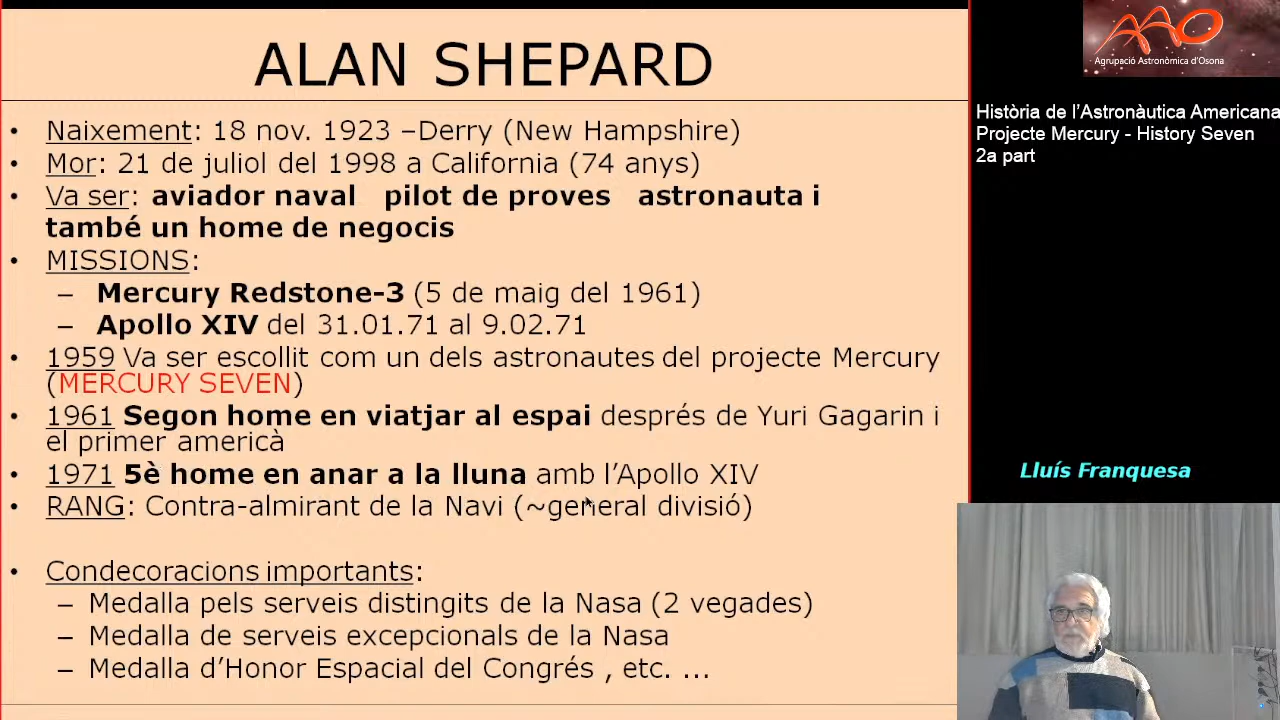 ALAN SHEPARD
• Naixement: 18 nov. 1923 –Derry (New Hampshire)
• Mor: 21 de juliol del 1998 a California (74 anys)
• Va ser: aviador naval pilot de proves astronauta i
també un home de negocis
• MISSIONS:
– Mercury Redstone-3 (5 de maig del 1961)
– Apollo XIV del 31.01.71 al 9.02.71
• 1959 Va ser escollit com un dels astronautes del projecte Mercury
(MERCURY SEVEN)
• 1961 Segon home en viatjar al espai després de Yuri Gagarin i
el primer americà
• 1971 5è home en anar a la lluna amb l’Apollo XIV
• RANG: Contra-almirant de la Navi (~general divisió)
• Condecoracions importants:
– Medalla pels serveis distingits de la Nasa (2 vegades)
– Medalla de serveis excepcionals de la Nasa
– Medalla d’Honor Espacial del Congrés , etc. ...
AAO
Agrupació Astronòmica d’Osona
Història de l’Astronàutica Americana
Projecte Mercury - History Seven
2a part
Lluís Franquesa